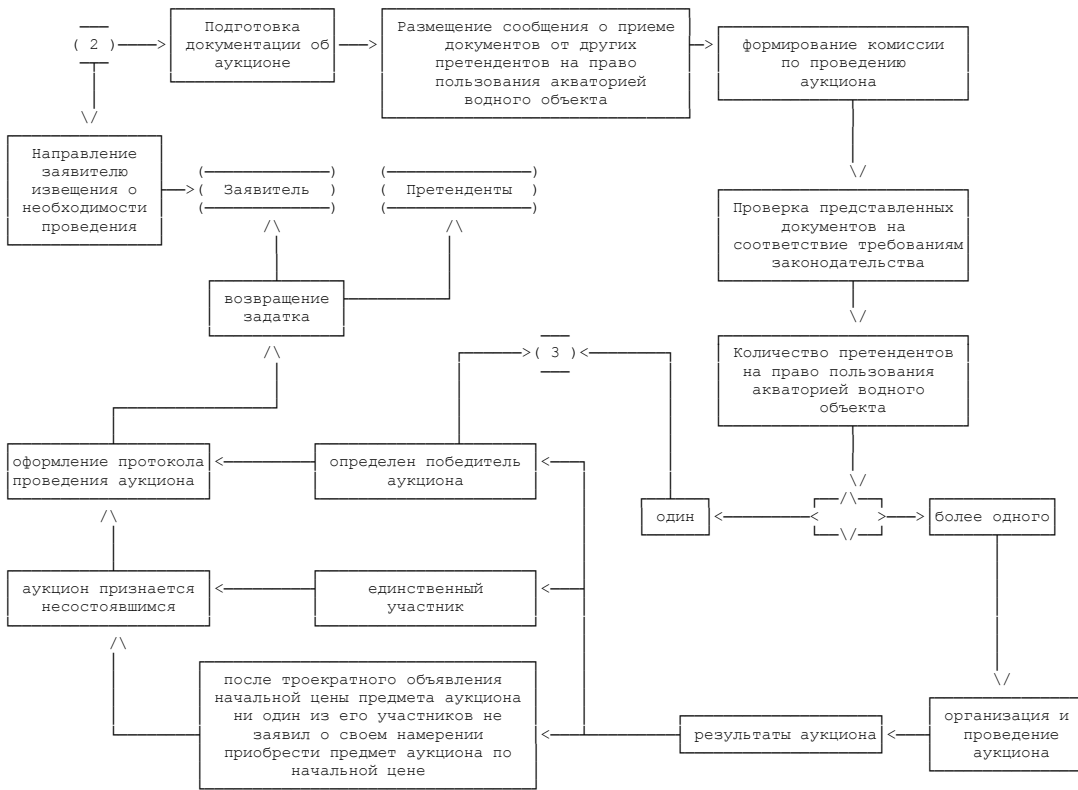 ( 2 )
Подготовка
документации об
аукционе
Размещение сообщения о приеме
документов от других
претендентов на право
пользования акваторией
водного объекта
формирование комиссии
по проведению
аукциона
Направление
заявителю
извещения о
необходимости
проведения
( Заявитель )
( Претенденты )
Проверка представленных
документов на
соответствие требованиям
законодательства
возвращение
задатка
( 3 )
Количество претендентов
на право пользования
акваторией водного
объекта
оформление протокола
проведения аукциона
определен победитель
аукциона
один
более одного
аукцион признается
несостоявшимся
единственный
участник
после троекратного объявления
начальной цены предмета аукциона
ни один из его участников не
заявил о своем намерении
приобрести предмет аукциона по
начальной цене
результаты аукциона
организация и
проведение
аукциона